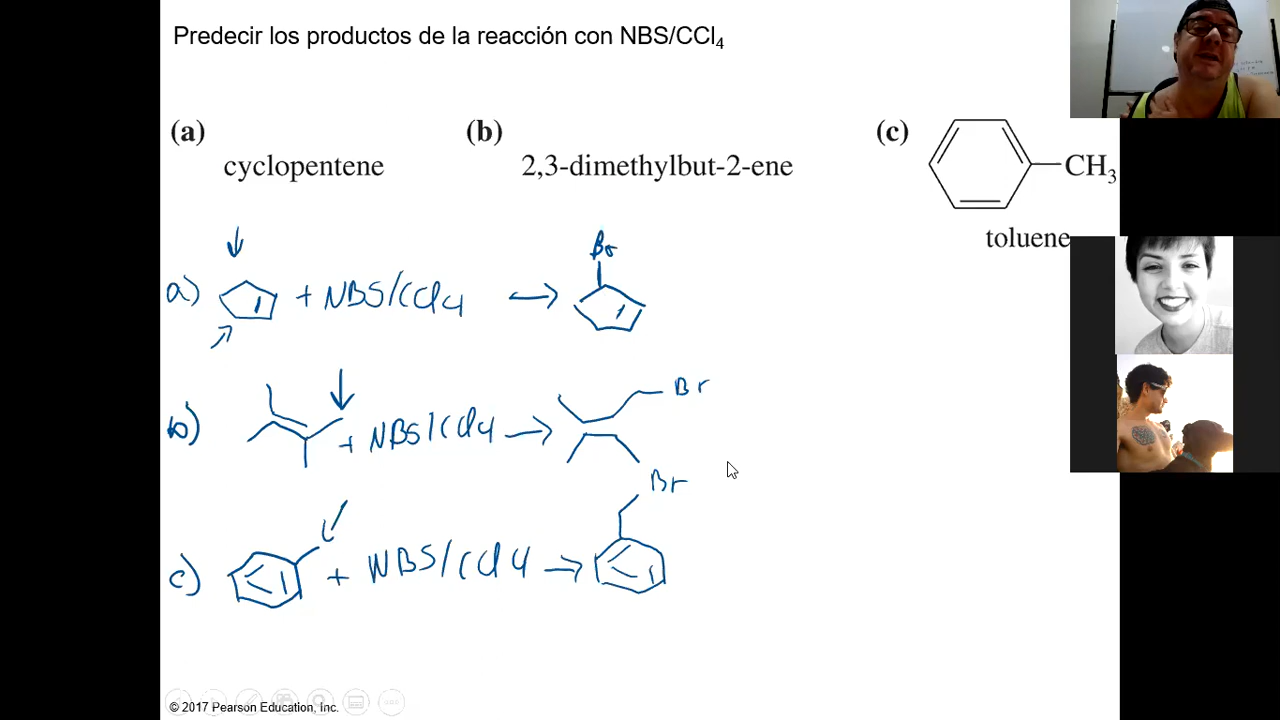 Predecir los productos de la reacción con NBS/CCl₄
(a) cyclopentene
(b) 2,3-dimethylbut-2-ene
(c) CH₃
toluene
Br
a) + NBS/CCl4
Br
b) + NBS/CCl4
Br
c) + NBS/CCl4
© 2017 Pearson Education, Inc.